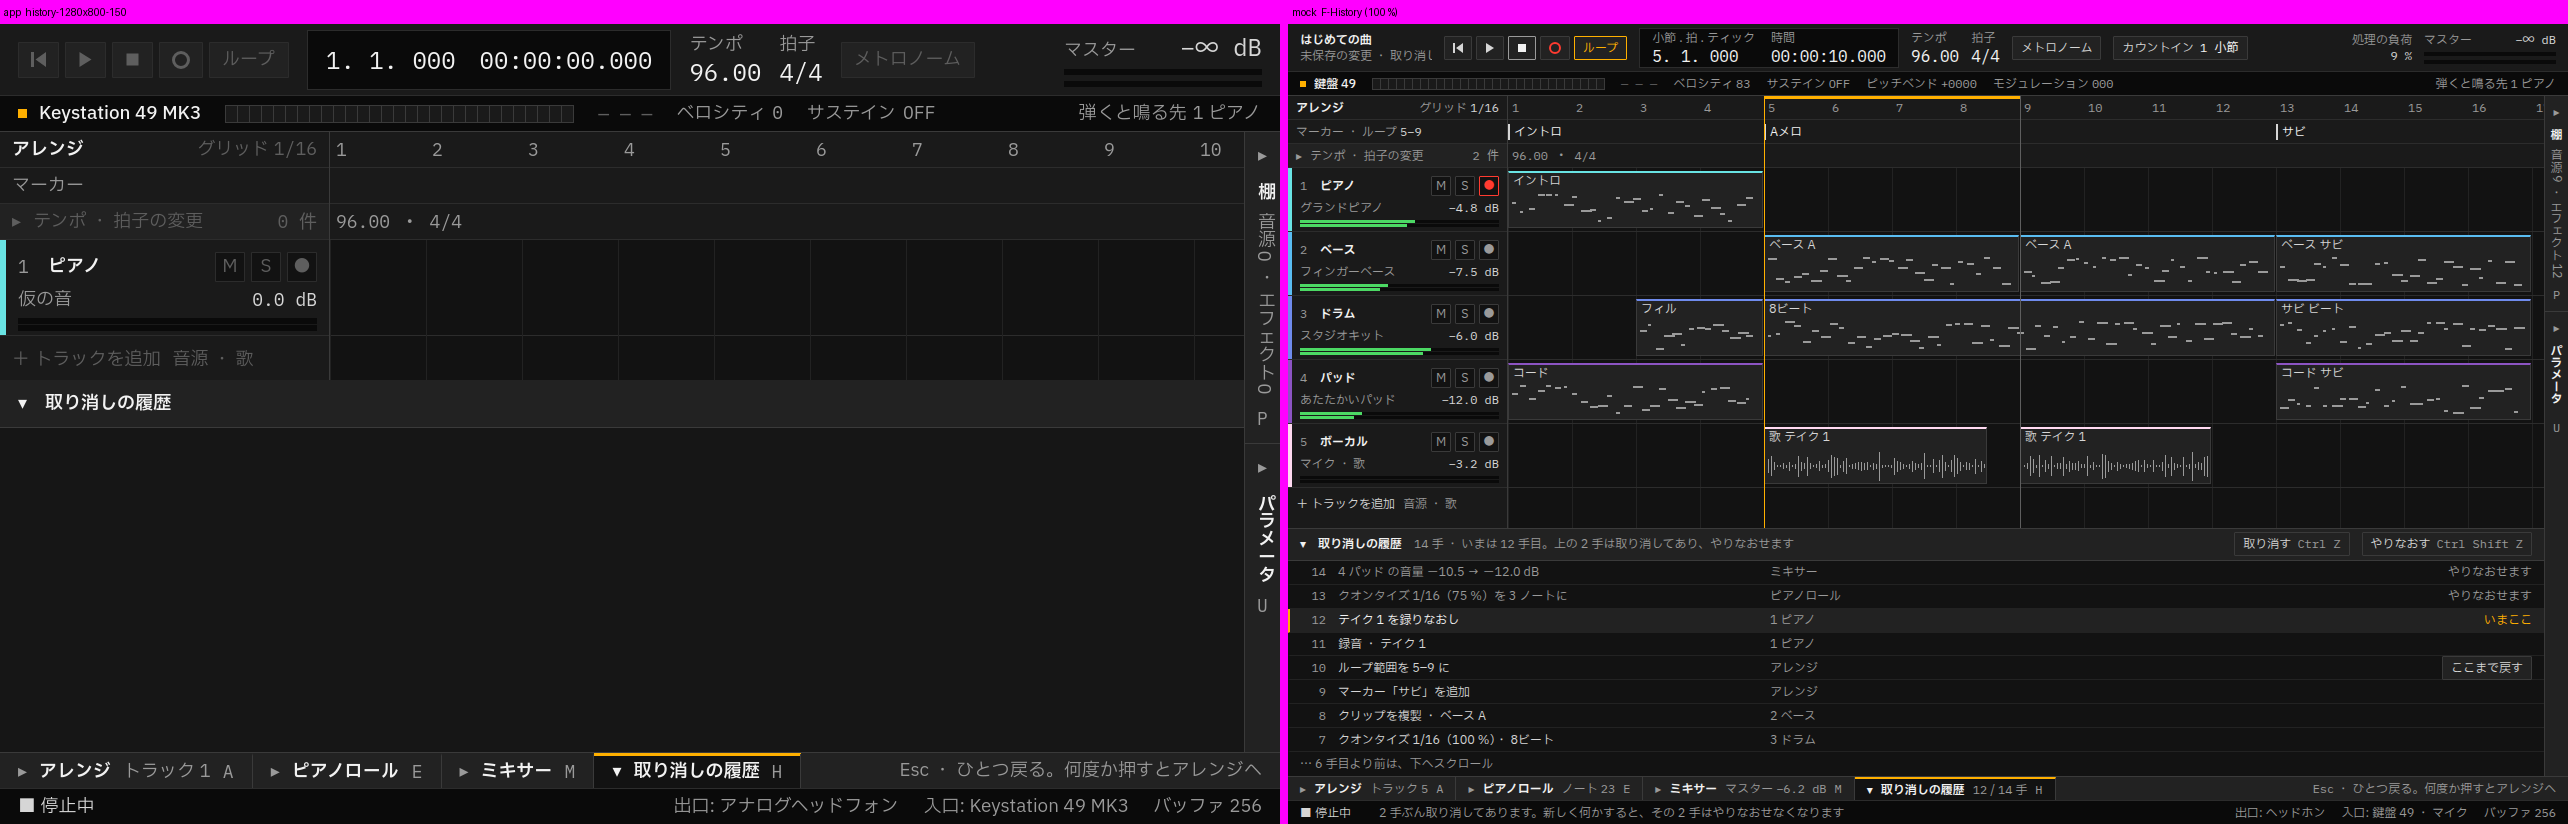 app history-1280x800-150
ループ
1. 1. 000 00:00:00.000
テンポ 拍子
96.00 4/4
メトロノーム
マスター −∞ dB
Keystation 49 MK3
— — — ベロシティ 0 サステイン OFF
弾くと鳴る先 1 ピアノ
アレンジ グリッド 1/16
1 2 3 4 5 6 7 8 9 10
マーカー
▸ テンポ · 拍子の変更 0 件
96.00 · 4/4
1 ピアノ M S
仮の音 0.0 dB
＋ トラックを追加 音源 · 歌
▸ 棚 音源 0 · エフェクト 0 P
▸ パラメータ U
▾ 取り消しの履歴
▸ アレンジ トラック 1 A
▸ ピアノロール E
▸ ミキサー M
▾ 取り消しの履歴 H
Esc · ひとつ戻る。何度か押すとアレンジへ
■ 停止中
出口: アナログヘッドフォン 入口: Keystation 49 MK3 バッファ 256
mock F-History (100 %)
はじめての曲
未保存の変更 · 取り消し
ループ
小節 . 拍 . ティック 時間
5. 1. 000 00:00:10.000
テンポ 拍子
96.00 4/4
メトロノーム
カウントイン 1 小節
処理の負荷
9 %
マスター −∞ dB
鍵盤 49
— — — ベロシティ 83 サステイン OFF ピッチベンド +0000 モジュレーション 000
弾くと鳴る先 1 ピアノ
アレンジ グリッド 1/16
1 2 3 4 5 6 7 8 9 10 11 12 13 14 15 16 1
マーカー · ループ 5–9
イントロ Aメロ サビ
▸ テンポ · 拍子の変更 2 件
96.00 · 4/4
1 ピアノ M S
グランドピアノ −4.8 dB
イントロ
2 ベース M S
フィンガーベース −7.5 dB
ベース A ベース A ベース サビ
3 ドラム M S
スタジオキット −6.0 dB
フィル 8ビート サビ ビート
4 パッド M S
あたたかいパッド −12.0 dB
コード コード サビ
5 ボーカル M S
マイク · 歌 −3.2 dB
歌 テイク 1 歌 テイク 1
＋ トラックを追加 音源 · 歌
▸ 棚 音源 9 · エフェクト 12 P
▸ パラメータ U
▾ 取り消しの履歴 14 手 · いまは 12 手目。上の 2 手は取り消してあり、やりなおせます
取り消す Ctrl Z やりなおす Ctrl Shift Z
14 4 パッド の音量 −10.5 → −12.0 dB ミキサー やりなおせます
13 クオンタイズ 1/16（75 %）を 3 ノートに ピアノロール やりなおせます
12 テイク 1 を録りなおし 1 ピアノ いまここ
11 録音 · テイク 1 1 ピアノ
10 ループ範囲を 5–9 に アレンジ ここまで戻す
9 マーカー「サビ」を追加 アレンジ
8 クリップを複製 · ベース A 2 ベース
7 クオンタイズ 1/16（100 %）· 8ビート 3 ドラム
⋯ 6 手目より前は、下へスクロール
▸ アレンジ トラック 5 A
▸ ピアノロール ノート 23 E
▸ ミキサー マスター −6.2 dB M
▾ 取り消しの履歴 12 / 14 手 H
Esc · ひとつ戻る。何度か押すとアレンジへ
■ 停止中 2 手ぶん取り消してあります。新しく何かすると、その 2 手はやりなおせなくなります
出口: ヘッドホン 入口: 鍵盤 49 · マイク バッファ 256